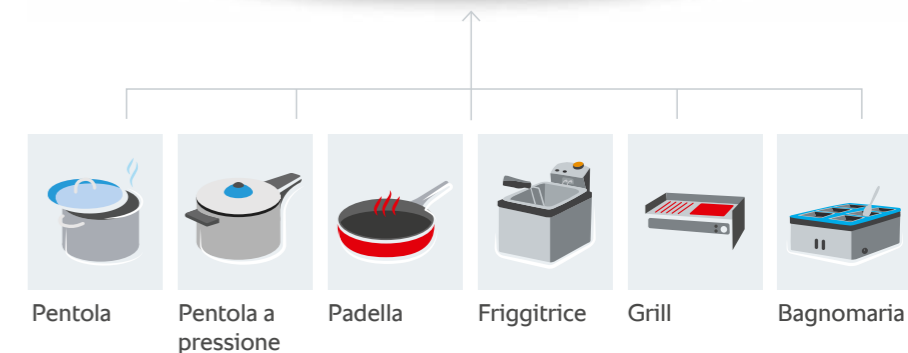 Pentola
Pentola a
pressione
Padella
Friggitrice
Grill
Bagnomaria